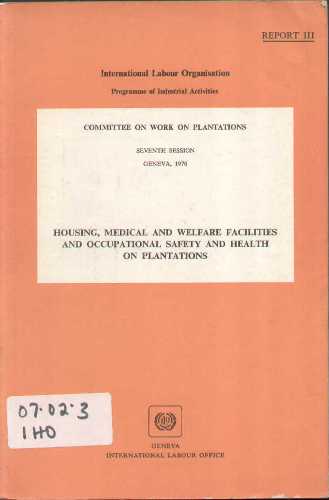 REPORT III
International Labour Organisation
Programme of Industrial Activities
COMMITTEE ON WORK ON PLANTATIONS
SEVENTH SESSION
GENEVA, 1976
HOUSING, MEDICAL AND WELFARE FACILITIES
AND OCCUPATIONAL SAFETY AND HEALTH
ON PLANTATIONS
07.02.3
IHO
GENEVA
INTERNATIONAL LABOUR OFFICE